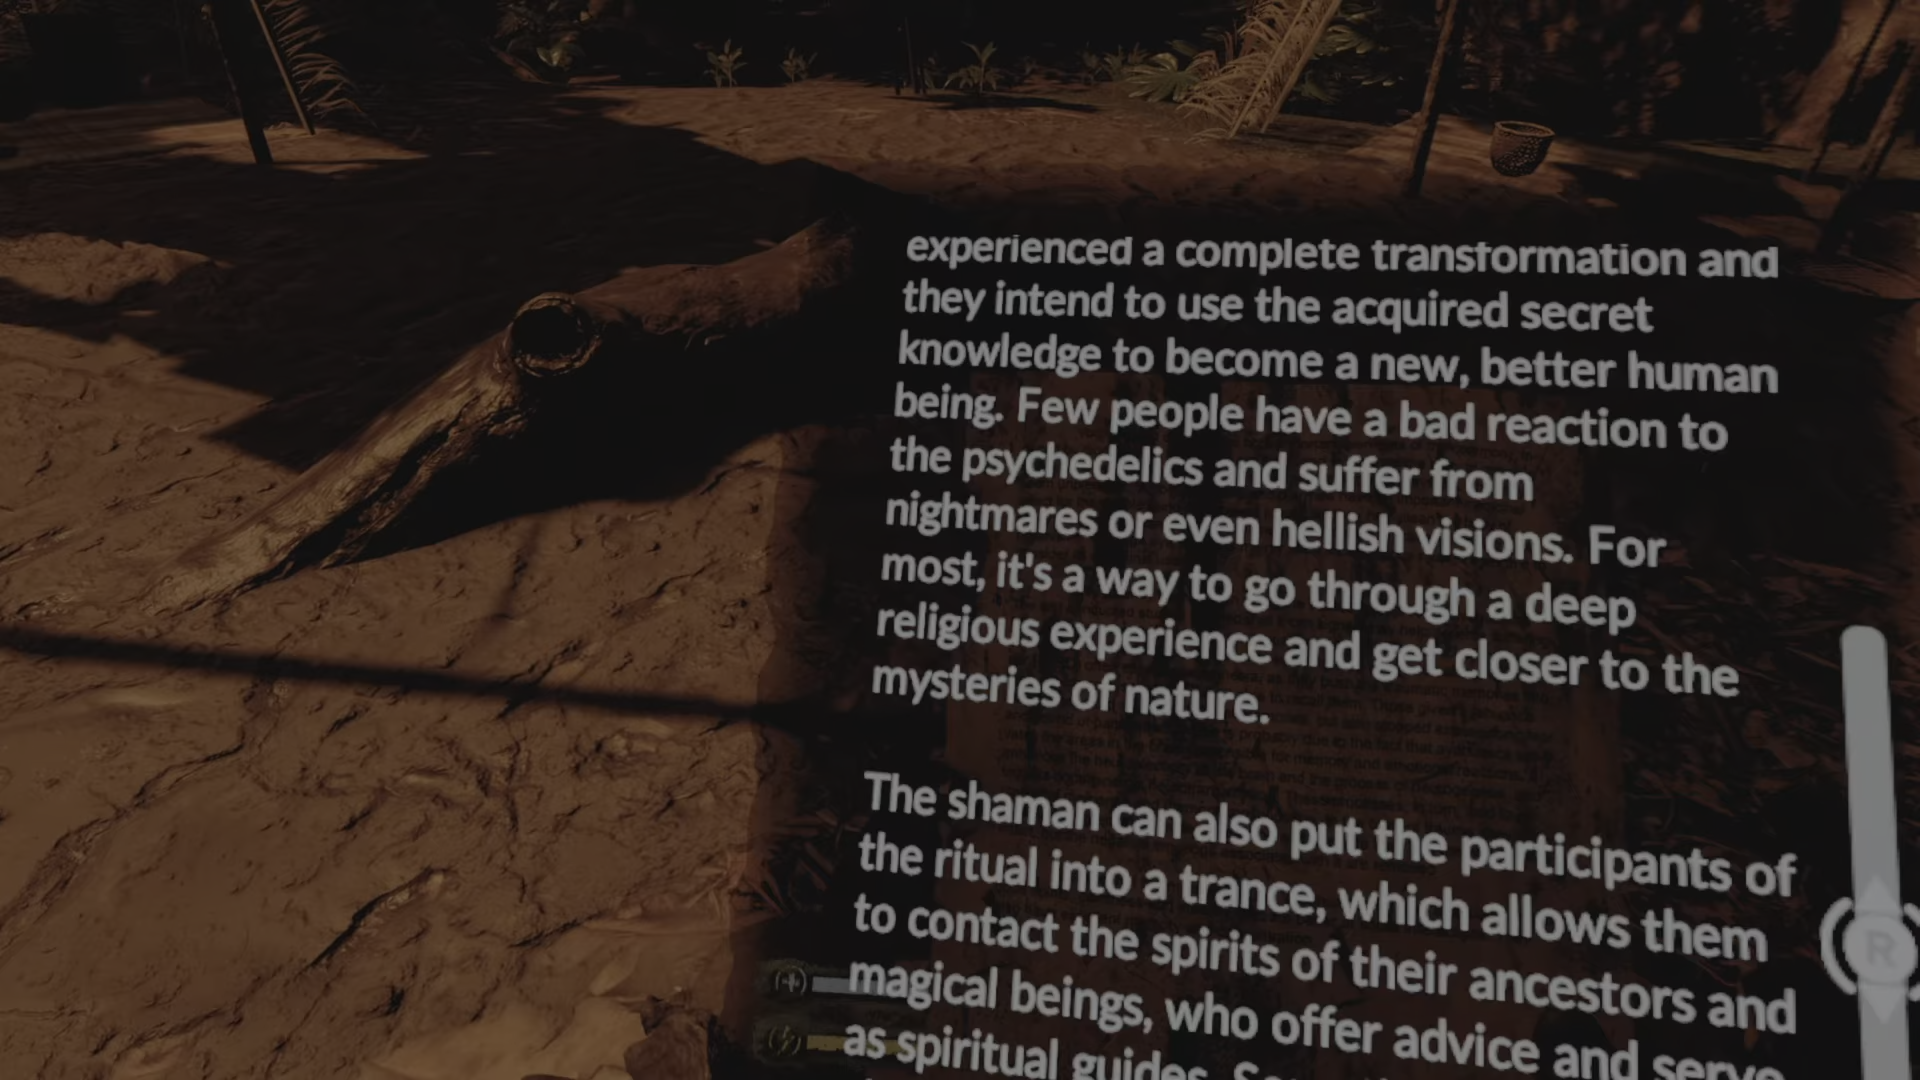 experienced a complete transformation and
they intend to use the acquired secret
knowledge to become a new, better human
being. Few people have a bad reaction to
the psychedelics and suffer from
nightmares or even hellish visions. For
most, it's a way to go through a deep
religious experience and get closer to the
mysteries of nature.
The shaman can also put the participants of
the ritual into a trance, which allows them
to contact the spirits of their ancestors and
magical beings, who offer advice and serve
as spiritual guides.
R